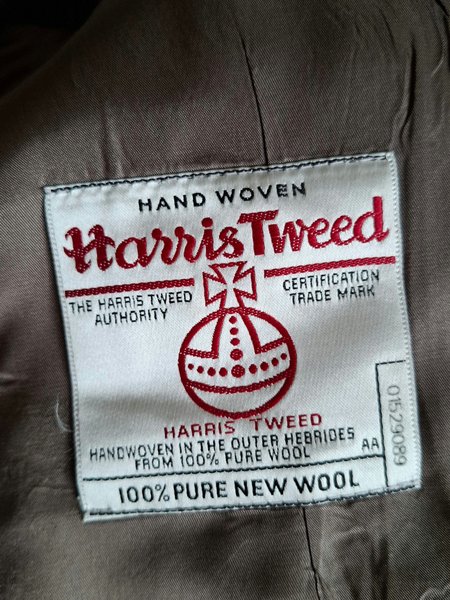 HAND WOVEN
Harris Tweed
THE HARRIS TWEED
AUTHORITY
CERTIFICATION
TRADE MARK
HARRIS TWEED
HANDWOVEN IN THE OUTER HEBRIDES
FROM 100% PURE WOOL
AA
01529089
100% PURE NEW WOOL